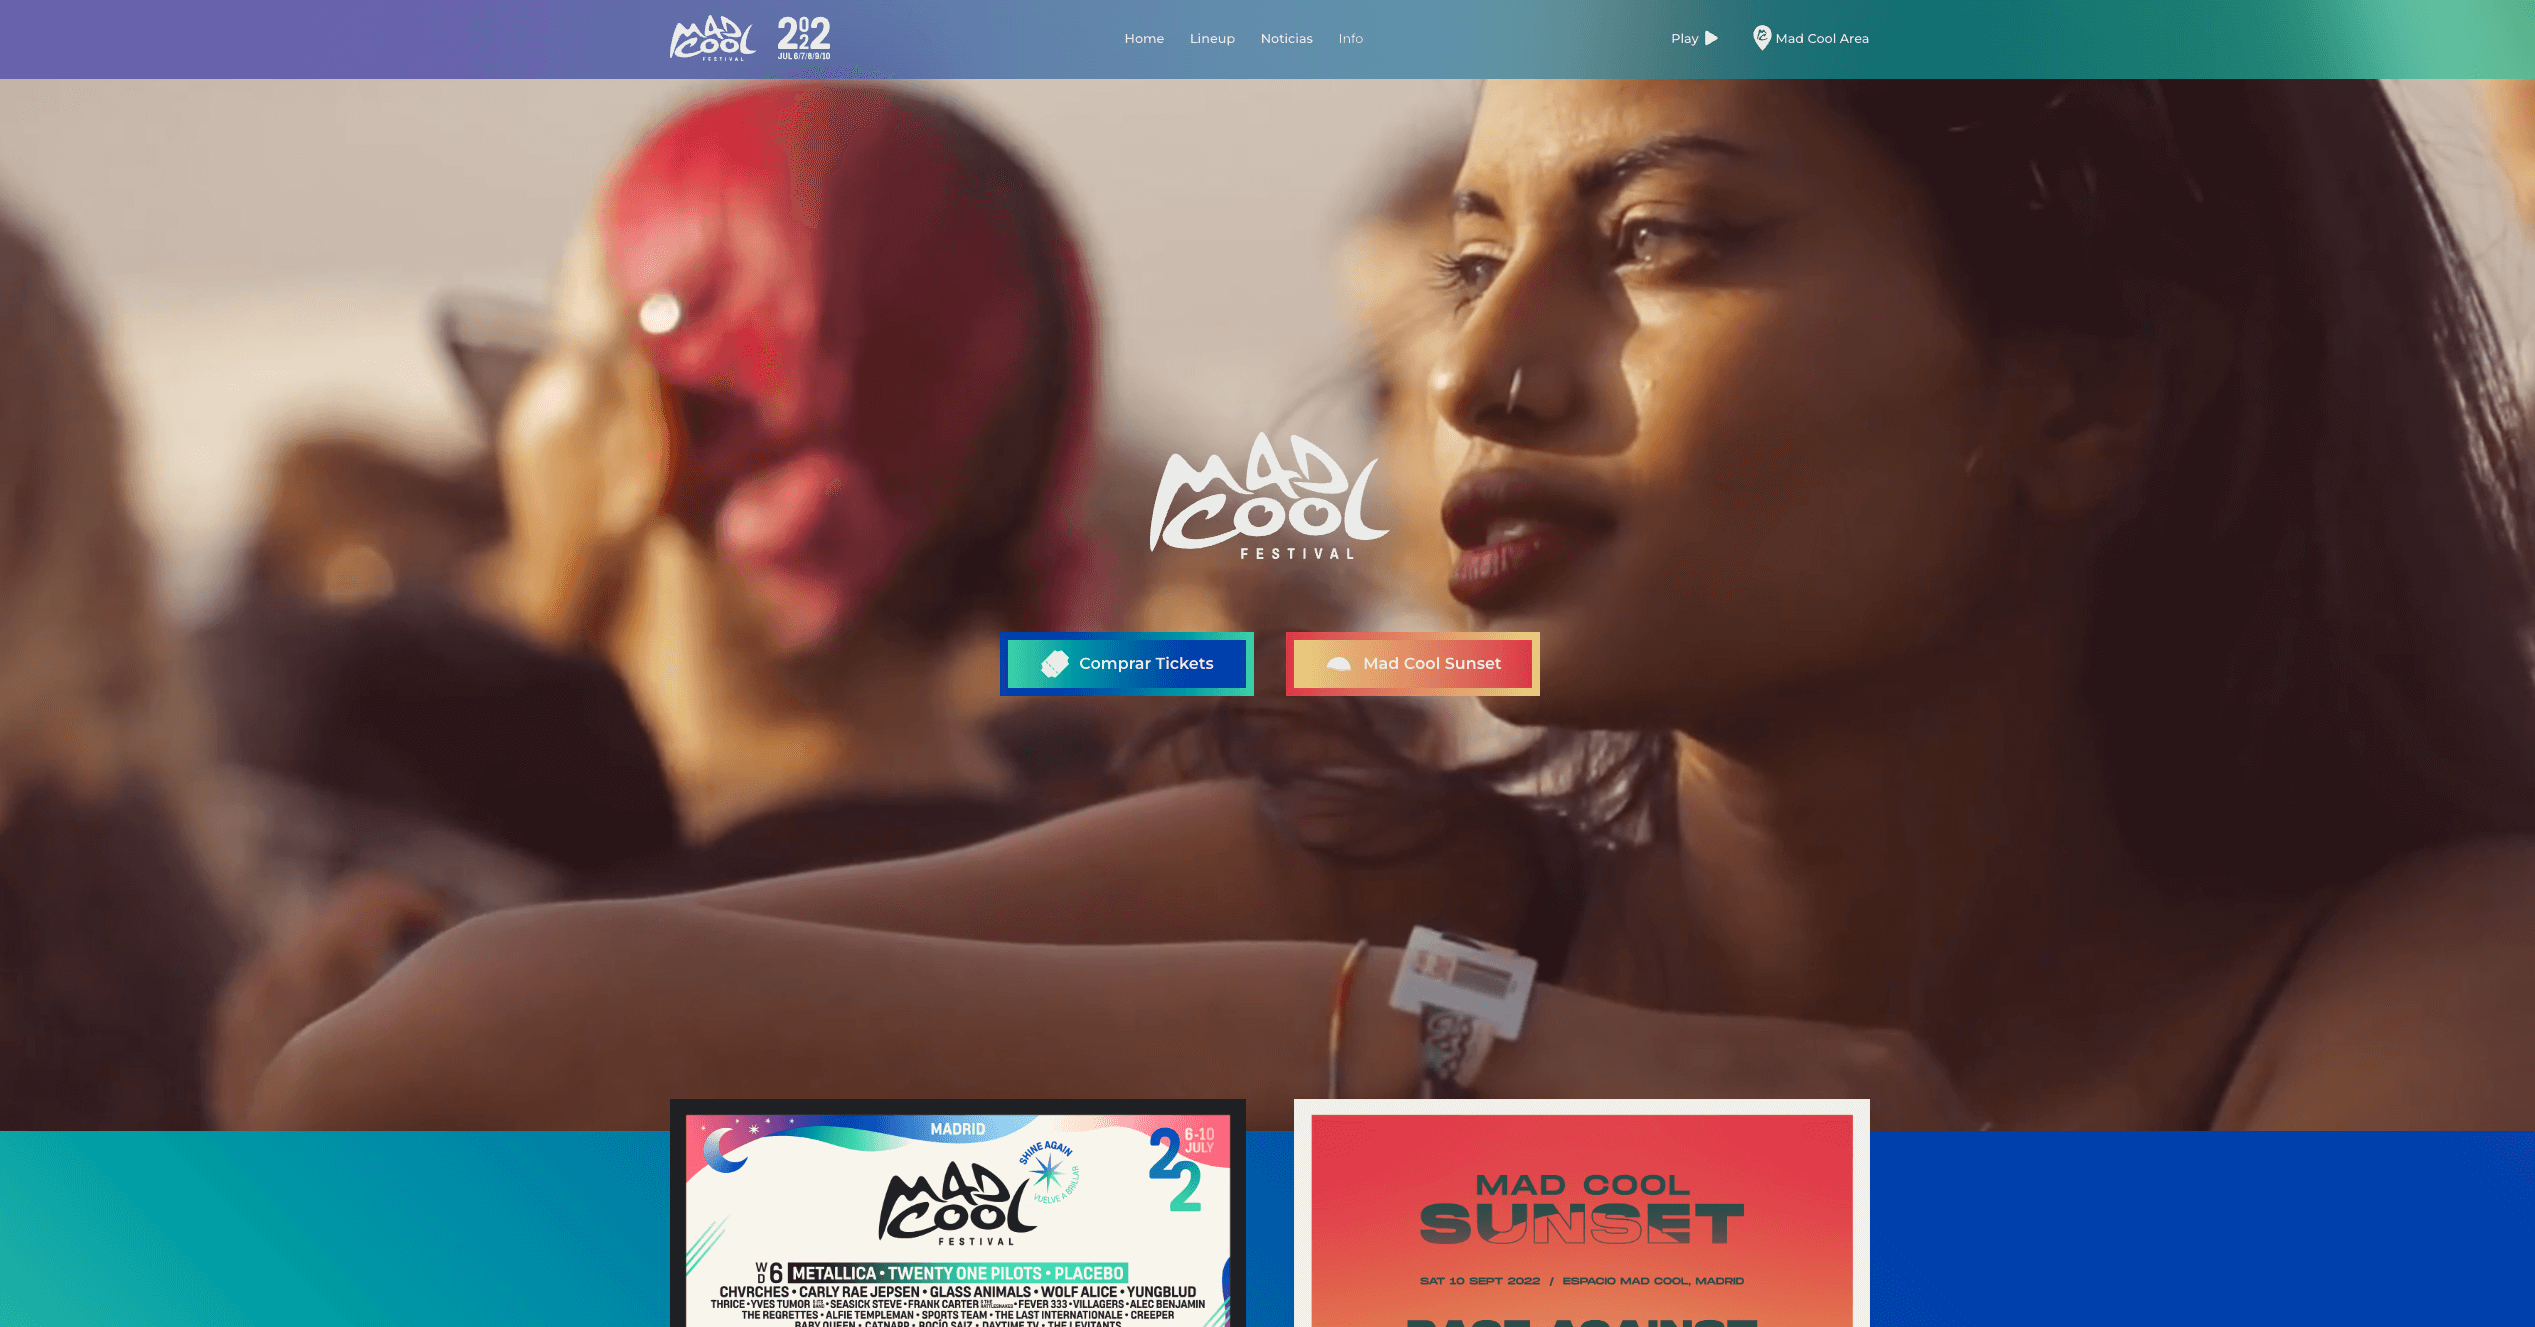 MAD COOL FESTIVAL
2022
JUL 6/7/8/9/10
Home
Lineup
Noticias
Info
Play
Mad Cool Area
MAD
COOL
FESTIVAL
Comprar Tickets
Mad Cool Sunset
MADRID
6-10
JULY
22
SHINE AGAIN
VUELVE A BRILLAR
MAD
COOL
FESTIVAL
WD 6 METALLICA • TWENTY ONE PILOTS • PLACEBO
CHVRCHES • CARLY RAE JEPSEN • GLASS ANIMALS • WOLF ALICE • YUNGBLUD
THRICE • YVES TUMOR • SEASICK STEVE • FRANK CARTER & THE RATTLESNAKES • FEVER 333 • VILLAGERS • ALEC BENJAMIN
THE REGRETTES • ALFIE TEMPLEMAN • SPORTS TEAM • THE LAST INTERNATIONALE • CREEPER
BABY QUEEN • CATNAPP • ROCÍO SAIZ • DAYTIME TV • THE LEVITANTS
MAD COOL
SUNSET
SAT 10 SEPT 2022 / ESPACIO MAD COOL, MADRID
RAGE AGAINST